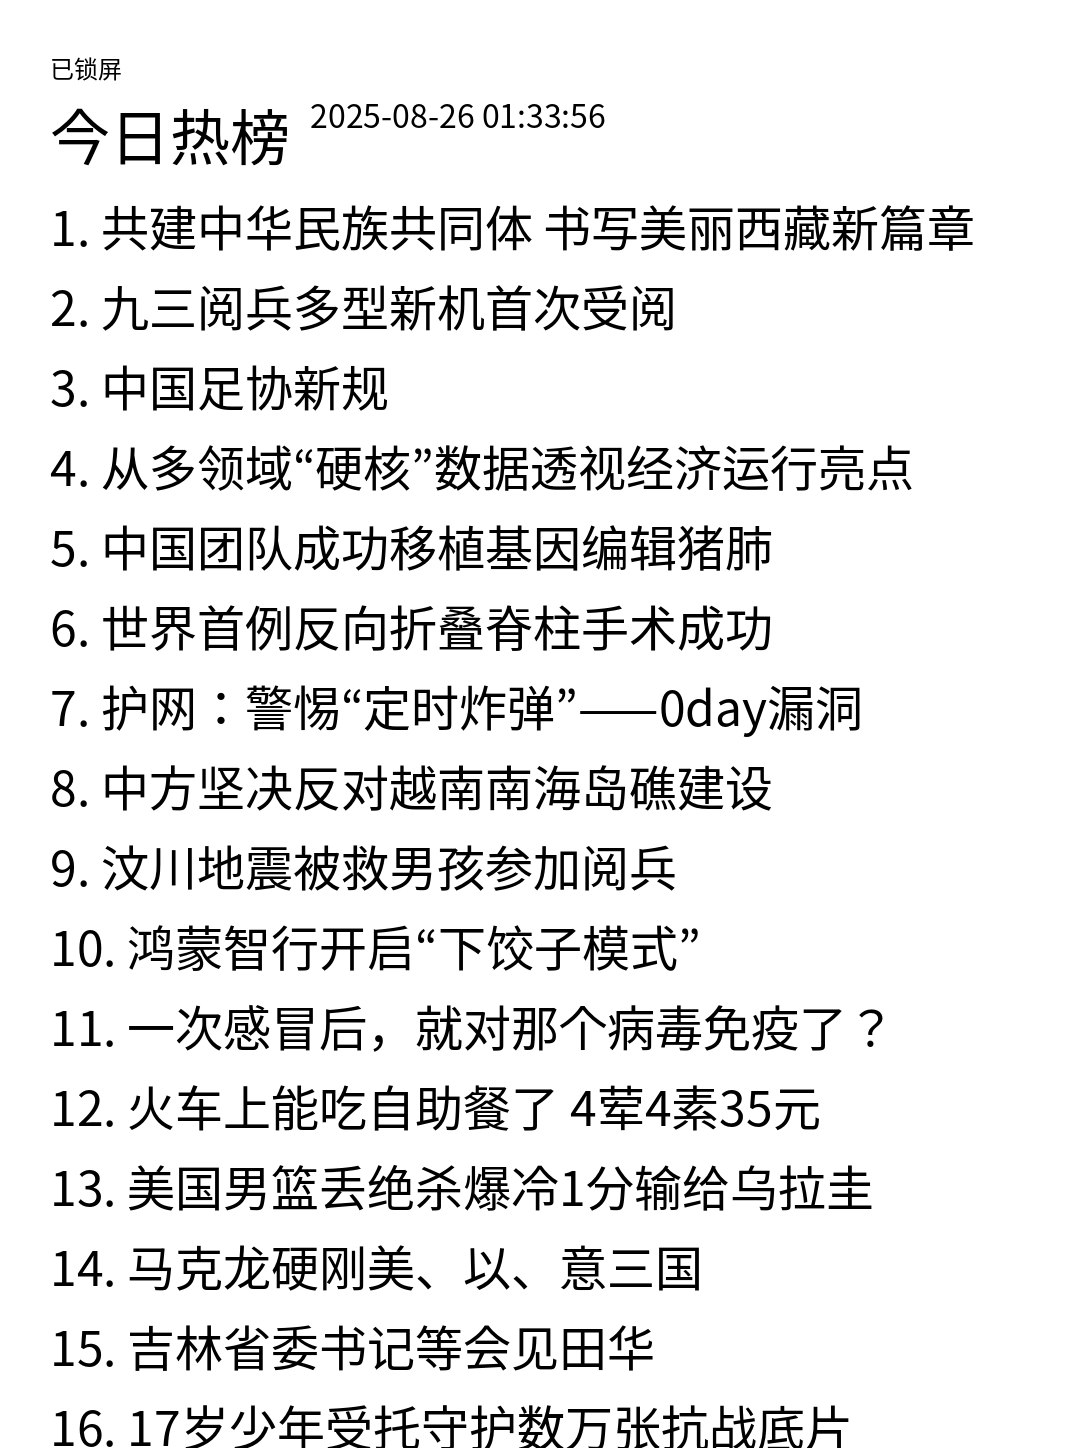 已锁屏
今日热榜 2025-08-26 01:33:56
1. 共建中华民族共同体 书写美丽西藏新篇章
2. 九三阅兵多型新机首次受阅
3. 中国足协新规
4. 从多领域“硬核”数据透视经济运行亮点
5. 中国团队成功移植基因编辑猪肺
6. 世界首例反向折叠脊柱手术成功
7. 护网：警惕“定时炸弹”——0day漏洞
8. 中方坚决反对越南南海岛礁建设
9. 汶川地震被救男孩参加阅兵
10. 鸿蒙智行开启“下饺子模式”
11. 一次感冒后，就对那个病毒免疫了？
12. 火车上能吃自助餐了 4荤4素35元
13. 美国男篮丢绝杀爆冷1分输给乌拉圭
14. 马克龙硬刚美、以、意三国
15. 吉林省委书记等会见田华
16. 17岁少年受托守护数万张抗战底片